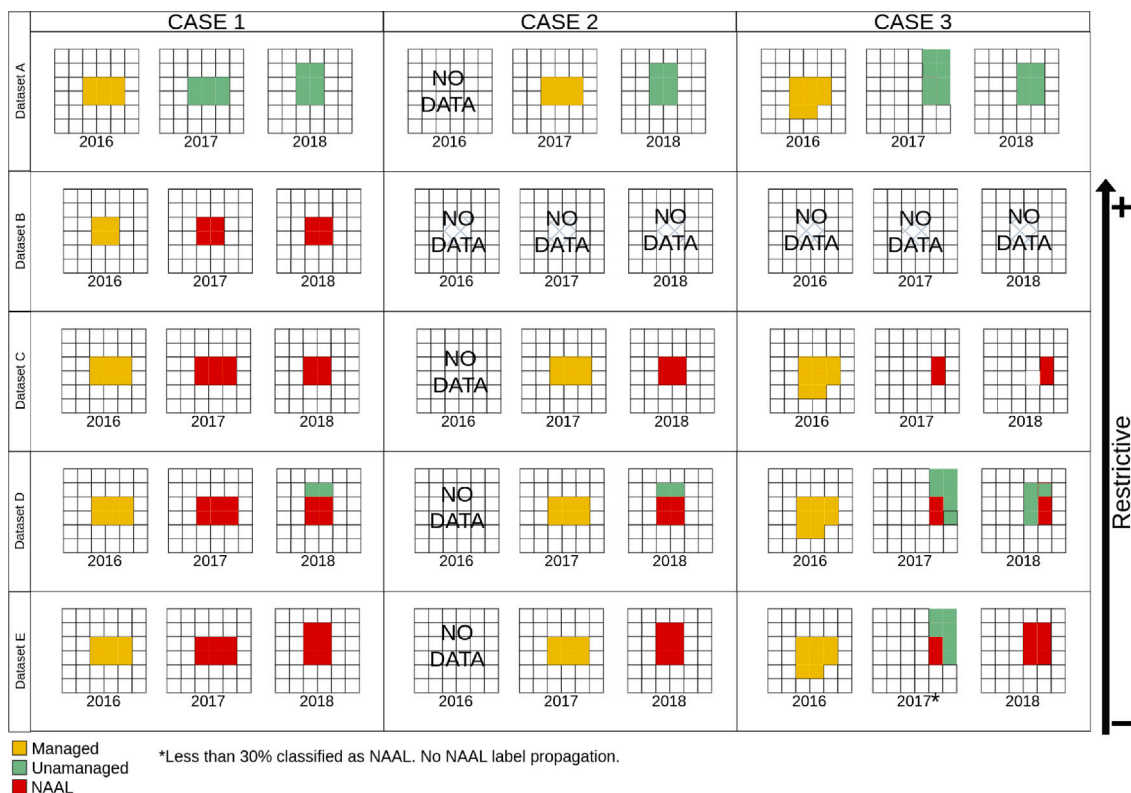 CASE 1 CASE 2 CASE 3
Dataset A
NO
DATA
2016 2017 2018 2016 2017 2018 2016 2017 2018
Dataset B
NO NO NO NO NO NO
DATA DATA DATA DATA DATA DATA
2016 2017 2018 2016 2017 2018 2016 2017 2018
Dataset C
NO
DATA
2016 2017 2018 2016 2017 2018 2016 2017 2018
Dataset D
NO
DATA
2016 2017 2018 2016 2017 2018 2016 2017 2018
Dataset E
NO
DATA
2016 2017 2018 2016 2017 2018 2016 2017* 2018
+
Restrictive
−
Managed
Unamanaged
NAAL
*Less than 30% classified as NAAL. No NAAL label propagation.